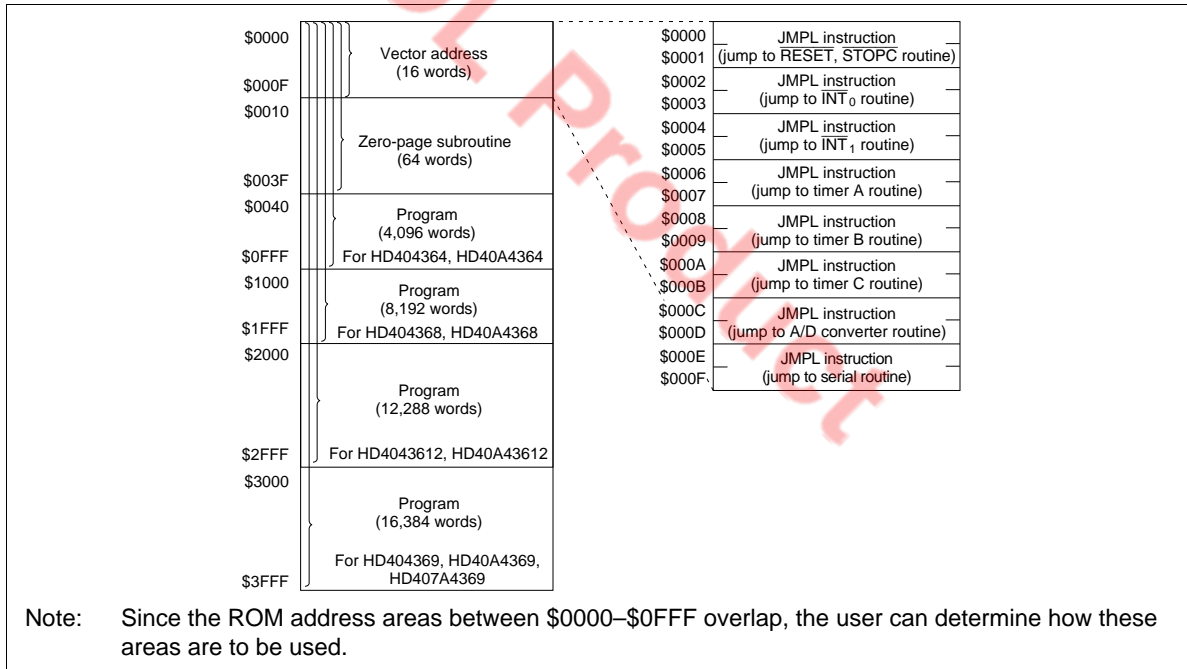 $0000
$000F
Vector address
(16 words)
$0010
$003F
Zero-page subroutine
(64 words)
$0040
$0FFF
Program
(4,096 words)
For HD404364, HD40A4364
$1000
$1FFF
Program
(8,192 words)
For HD404368, HD40A4368
$2000
$2FFF
Program
(12,288 words)
For HD4043612, HD40A43612
$3000
$3FFF
Program
(16,384 words)
For HD404369, HD40A4369,
HD407A4369
$0000
$0001
JMPL instruction
(jump to RESET, STOPC routine)
$0002
$0003
JMPL instruction
(jump to INT0 routine)
$0004
$0005
JMPL instruction
(jump to INT1 routine)
$0006
$0007
JMPL instruction
(jump to timer A routine)
$0008
$0009
JMPL instruction
(jump to timer B routine)
$000A
$000B
JMPL instruction
(jump to timer C routine)
$000C
$000D
JMPL instruction
(jump to A/D converter routine)
$000E
$000F
JMPL instruction
(jump to serial routine)
L Product
Note: Since the ROM address areas between $0000–$0FFF overlap, the user can determine how these
areas are to be used.